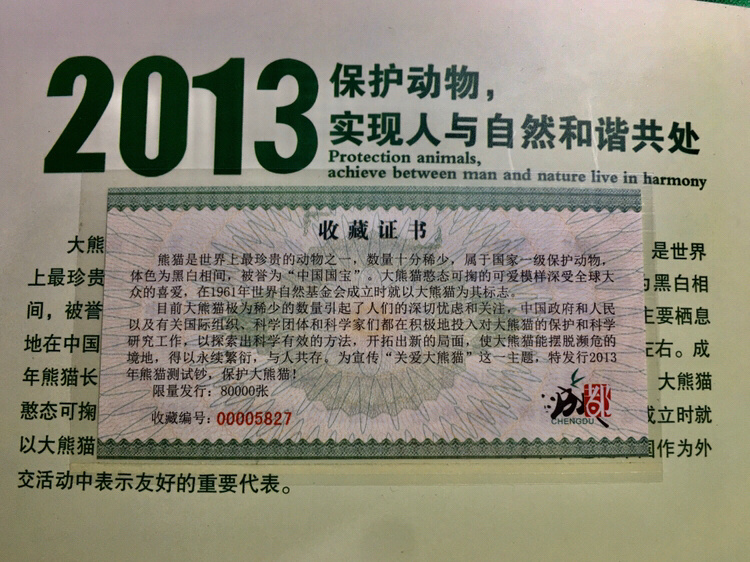 2013
保护动物，
实现人与自然和谐共处
Protection animals,
achieve between man and nature live in harmony
收藏证书
熊猫是世界上最珍贵的动物之一，数量十分稀少，属于国家一级保护动物，
体色为黑白相间，被誉为“中国国宝”。大熊猫憨态可掬的可爱模样深受全球大
众的喜爱，在1961年世界自然基金会成立时就以大熊猫为其标志。
目前大熊猫极为稀少的数量引起了人们的深切忧虑和关注，中国政府和人民
以及有关国际组织、科学团体和科学家们都在积极地投入对大熊猫的保护和科学
研究工作，以探索出科学有效的方法，开拓出新的局面，使大熊猫能摆脱濒危的
境地，得以永续繁衍，与人共存。为宣传“关爱大熊猫”这一主题，特发行2013
年熊猫测试钞，保护大熊猫！
限量发行：80000张
收藏编号：00005827
成都
CHENGDU
大熊 是世界
上最珍贵 为黑白相
间，被誉 主要栖息
地在中国 左右。成
年熊猫长 大熊猫
憨态可掬 成立时就
以大熊猫 国作为外
交活动中表示友好的重要代表。